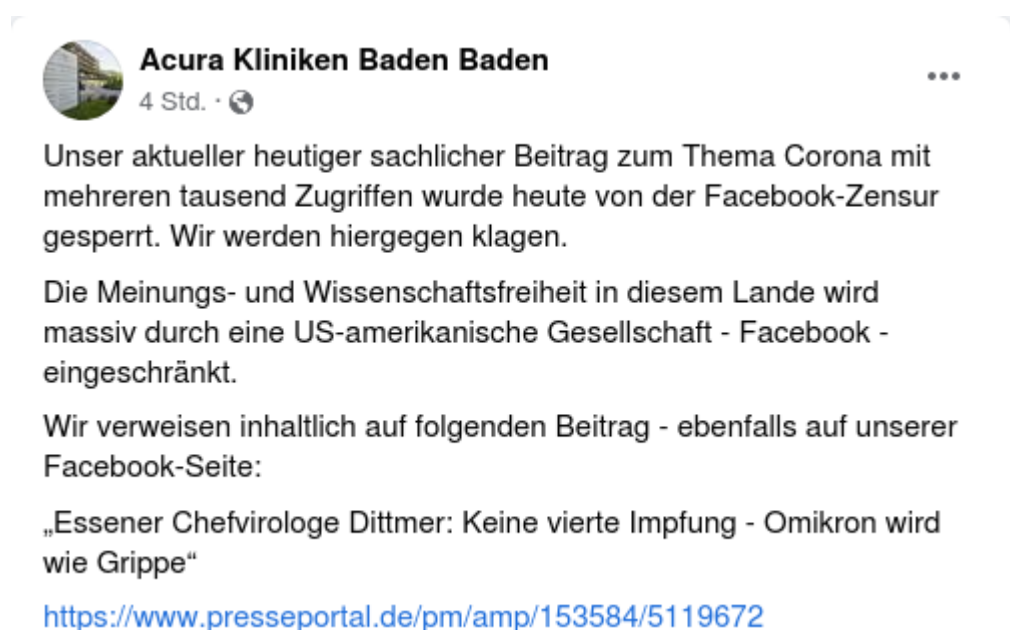 Acura Kliniken Baden Baden
4 Std. ·
Unser aktueller heutiger sachlicher Beitrag zum Thema Corona mit
mehreren tausend Zugriffen wurde heute von der Facebook-Zensur
gesperrt. Wir werden hiergegen klagen.
Die Meinungs- und Wissenschaftsfreiheit in diesem Lande wird
massiv durch eine US-amerikanische Gesellschaft - Facebook -
eingeschränkt.
Wir verweisen inhaltlich auf folgenden Beitrag - ebenfalls auf unserer
Facebook-Seite:
„Essener Chefvirologe Dittmer: Keine vierte Impfung - Omikron wird
wie Grippe“
https://www.presseportal.de/pm/amp/153584/5119672